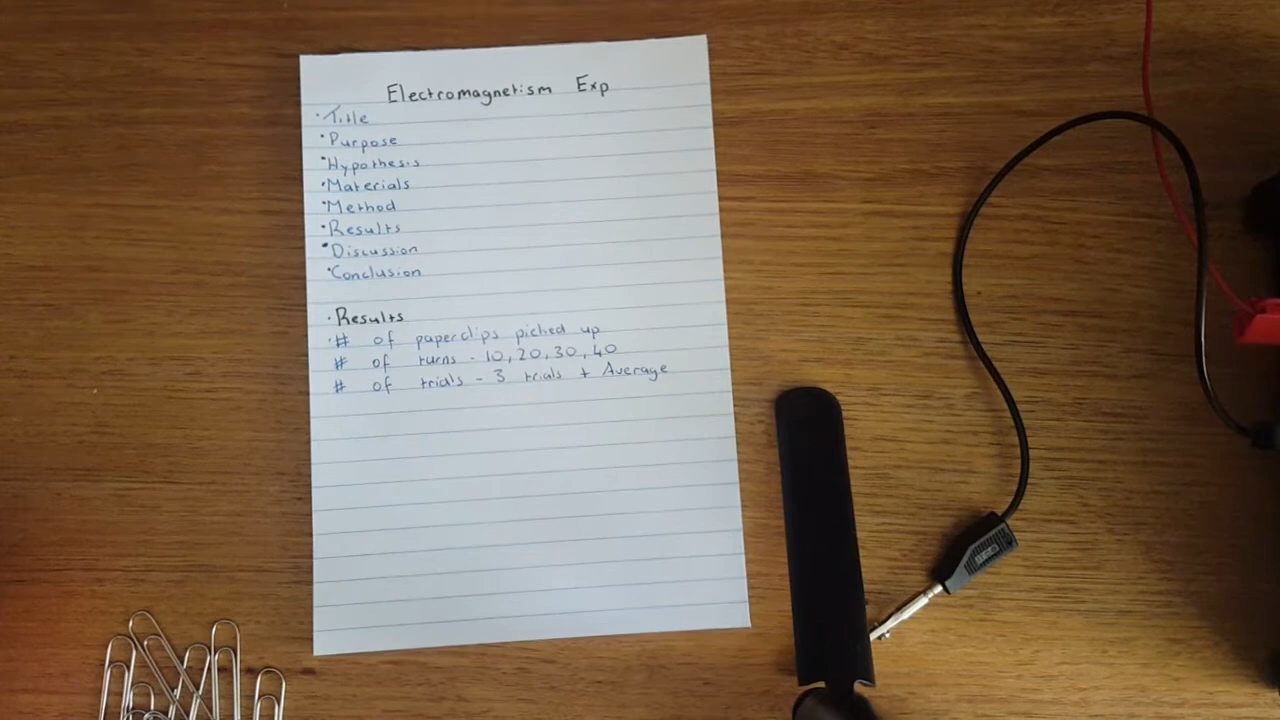 Electromagnetism Exp
• Title
• Purpose
• Hypothesis
• Materials
• Method
• Results
• Discussion
• Conclusion
• Results
• # of paperclips picked up
# of turns - 10, 20, 30, 40
# of trials - 3 trials + Average